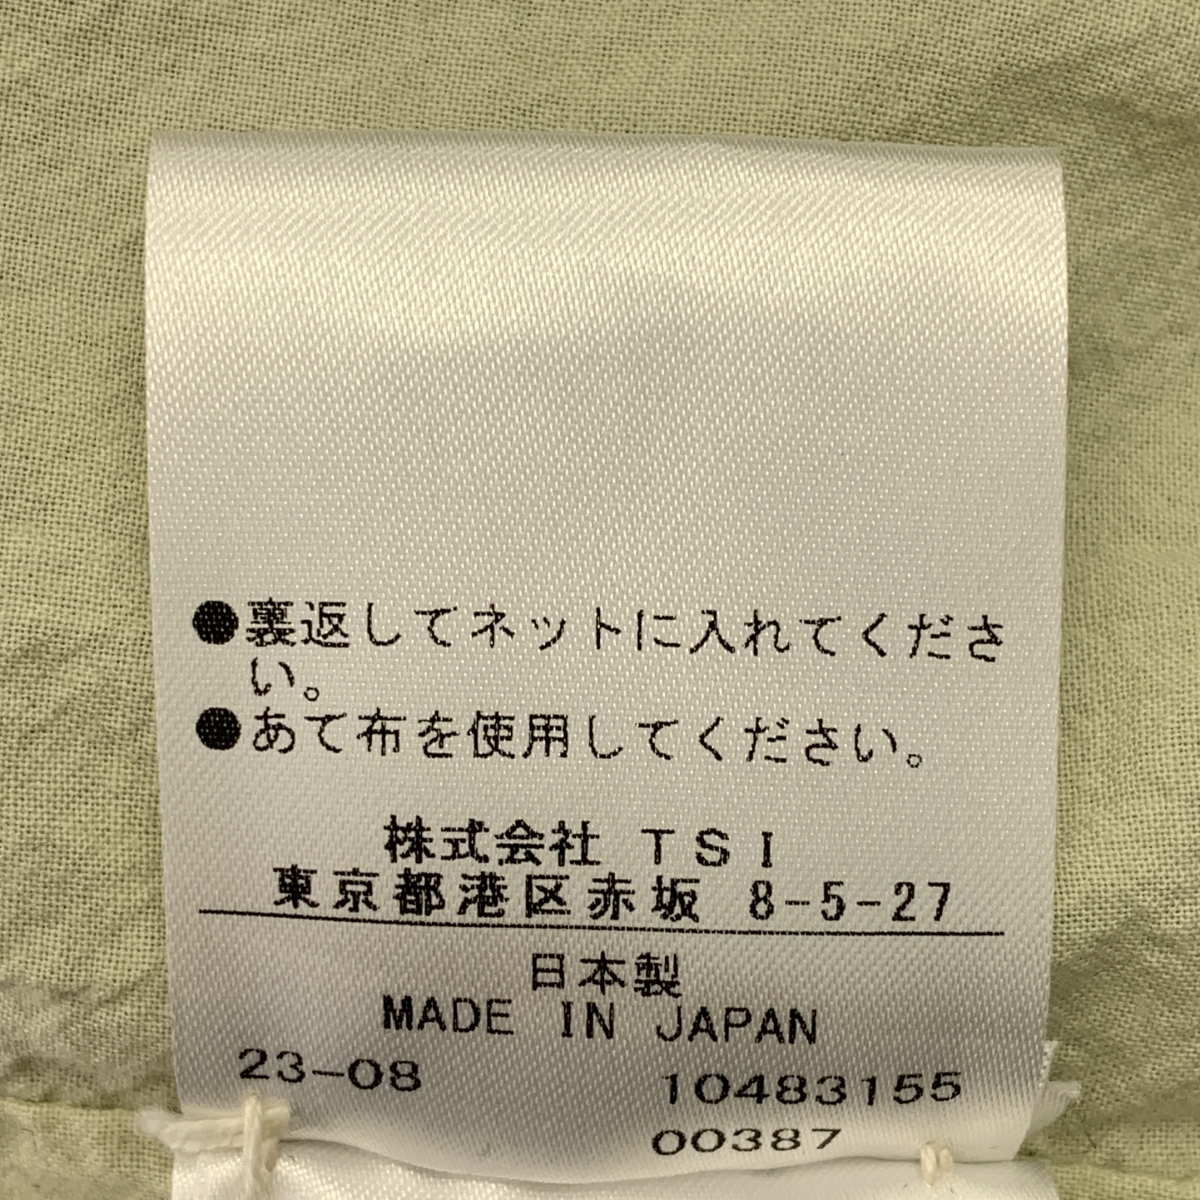 ●裏返してネットに入れてくださ
い。
●あて布を使用してください。
株式会社 TSI
東京都港区赤坂 8-5-27
日本製
MADE IN JAPAN
23-08 10483155
00387